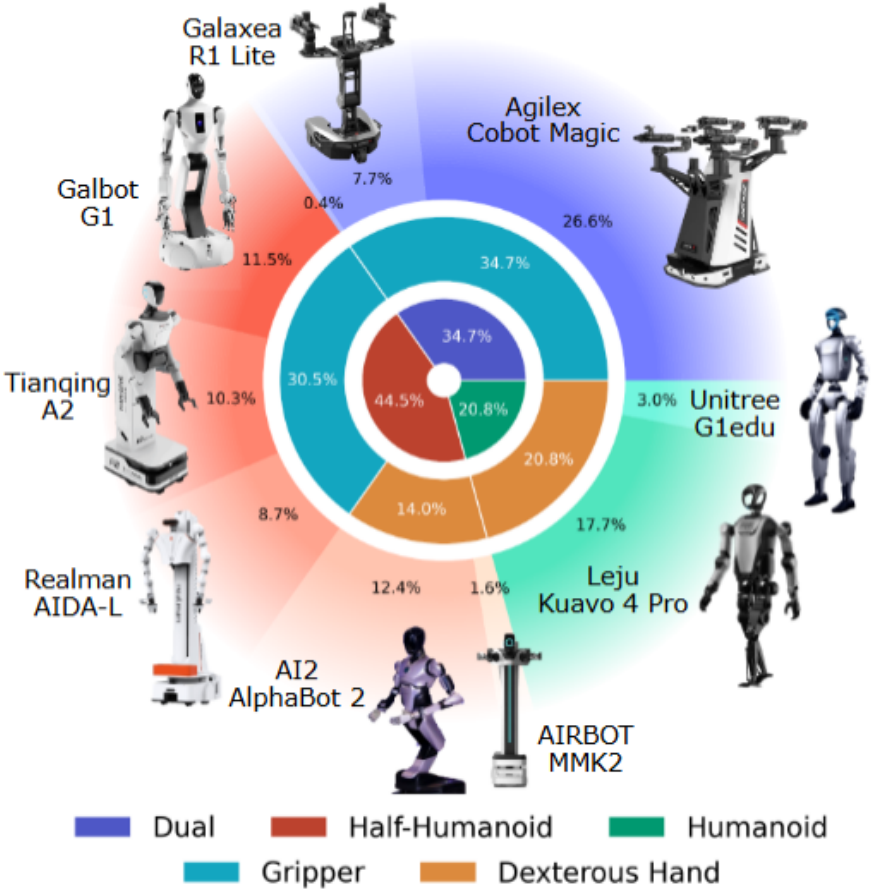 Galaxea
R1 Lite
Agilex
Cobot Magic
Galbot
G1
7.7%
0.4%
26.6%
11.5%
34.7%
34.7%
30.5%
44.5%
20.8%
20.8%
14.0%
Tianqing
A2
10.3%
3.0%
Unitree
G1edu
8.7%
17.7%
Realman
AIDA-L
12.4%
1.6%
Leju
Kuavo 4 Pro
AI2
AlphaBot 2
AIRBOT
MMK2
Dual
Half-Humanoid
Humanoid
Gripper
Dexterous Hand